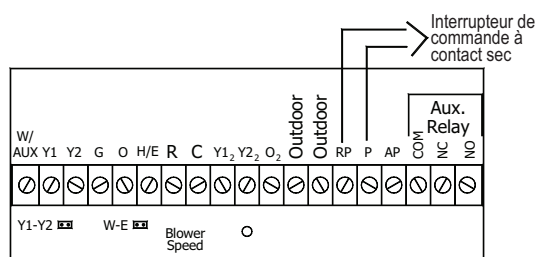 Interrupteur de
commande à
contact sec
Aux.
Relay
W/
AUX Y1 Y2 G O H/E R C Y1₂ Y2₂ O₂ Outdoor Outdoor RP P AP COM NC NO
Y1-Y2 W-E Blower
Speed